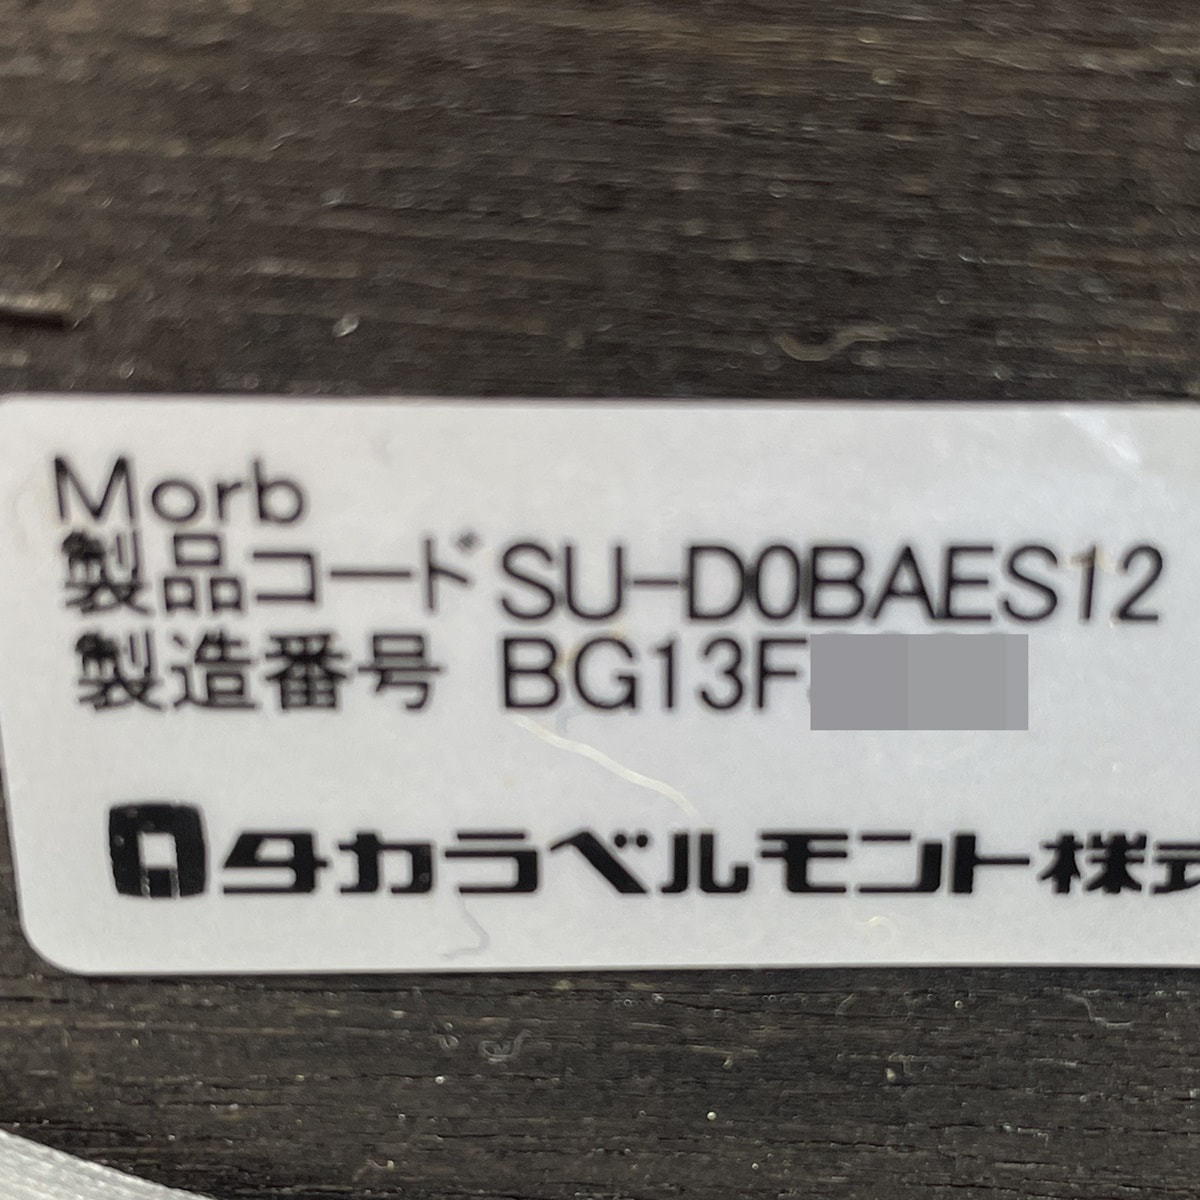 Morb
製品コード SU-D0BAES12
製造番号 BG13F
タカラベルモント株式